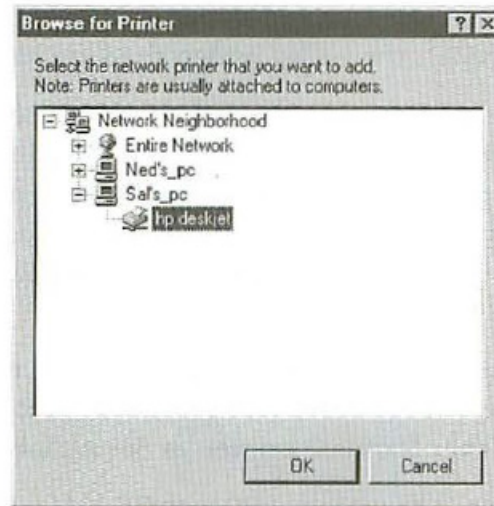 Browse for Printer
Select the network printer that you want to add.
Note: Printers are usually attached to computers.
Network Neighborhood
Entire Network
Ned's_pc
Sal's_pc
hp deskjet
OK
Cancel